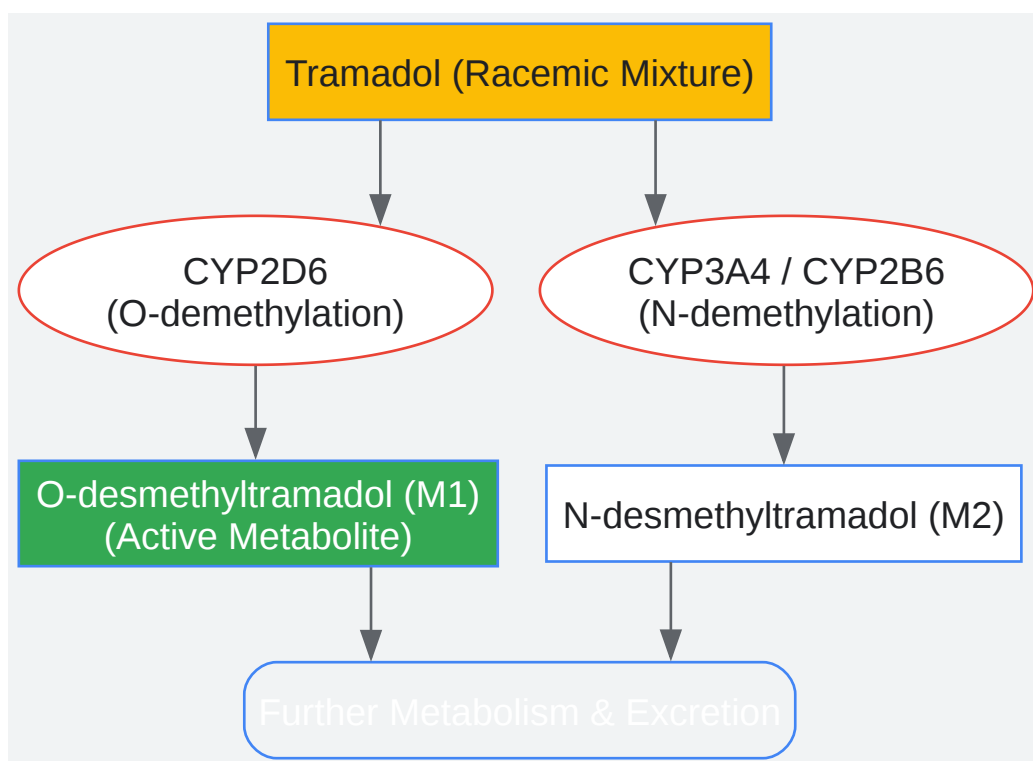 Tramadol (Racemic Mixture)
CYP2D6
(O-demethylation)
CYP3A4 / CYP2B6
(N-demethylation)
O-desmethyltramadol (M1)
(Active Metabolite)
N-desmethyltramadol (M2)
Further Metabolism & Excretion